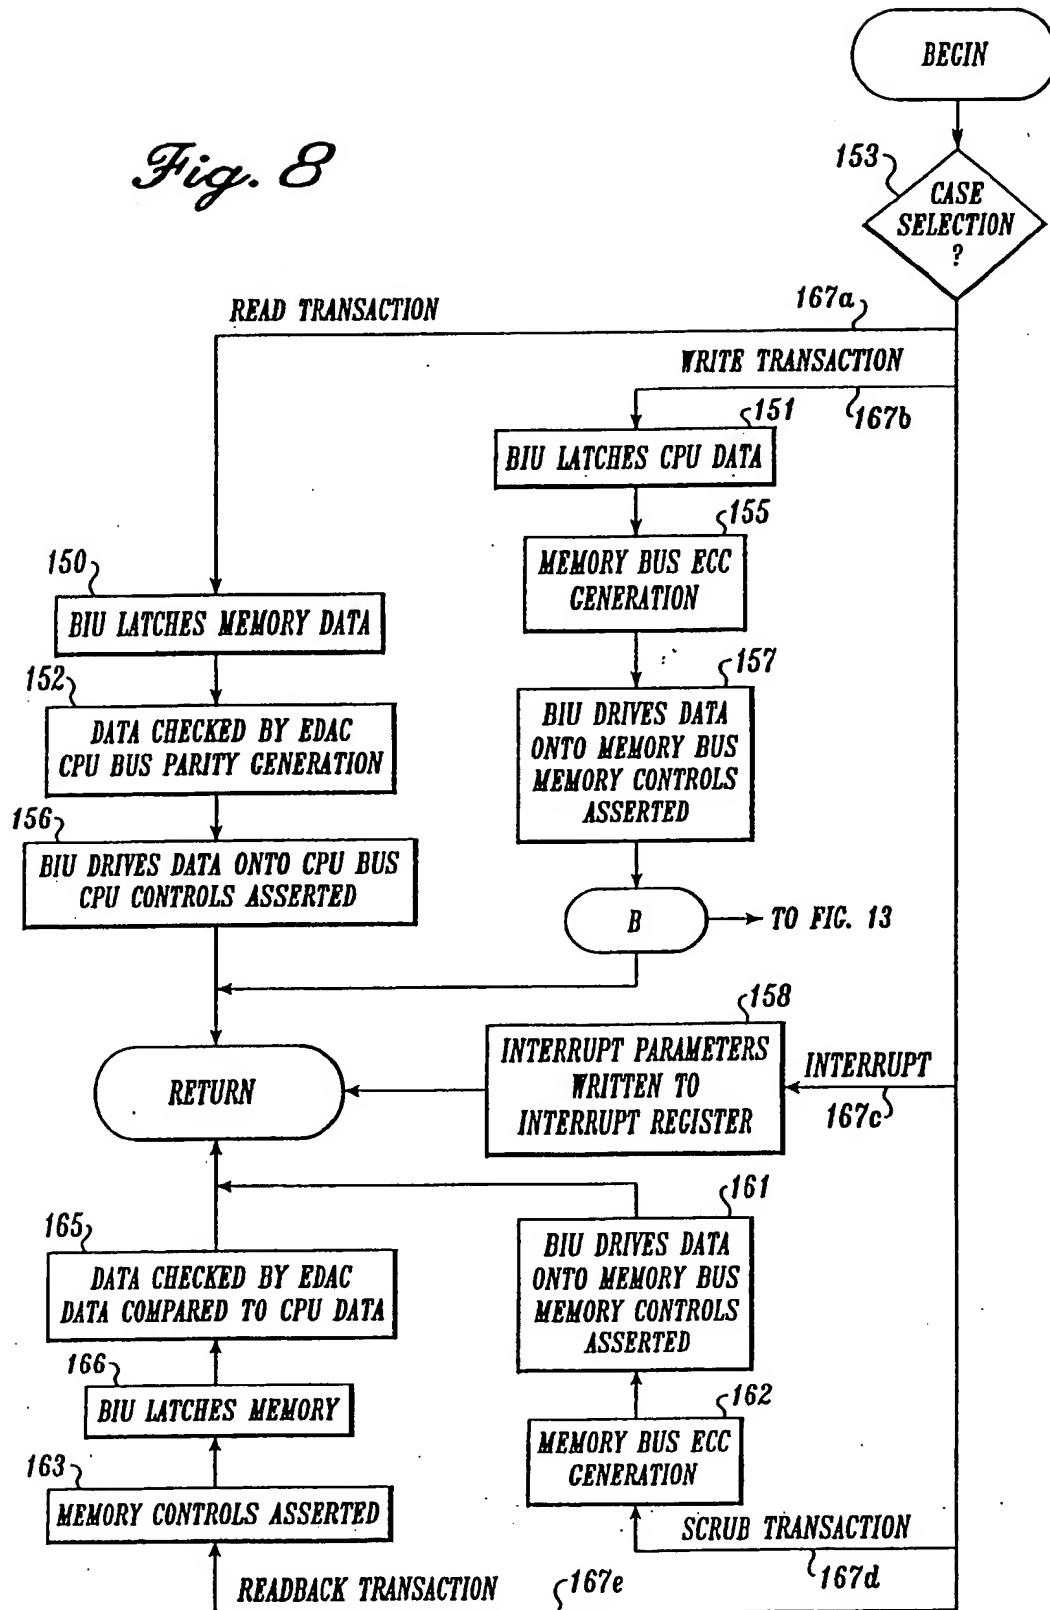 BEGIN
Fig. 8
153
CASE
SELECTION
?
READ TRANSACTION
167a
WRITE TRANSACTION
167b
151
BIU LATCHES CPU DATA
155
MEMORY BUS ECC
GENERATION
150
BIU LATCHES MEMORY DATA
152
DATA CHECKED BY EDAC
CPU BUS PARITY GENERATION
157
BIU DRIVES DATA
ONTO MEMORY BUS
MEMORY CONTROLS
ASSERTED
156
BIU DRIVES DATA ONTO CPU BUS
CPU CONTROLS ASSERTED
B
TO FIG. 13
158
INTERRUPT PARAMETERS
WRITTEN TO
INTERRUPT REGISTER
INTERRUPT
167c
RETURN
161
BIU DRIVES DATA
ONTO MEMORY BUS
MEMORY CONTROLS
ASSERTED
165
DATA CHECKED BY EDAC
DATA COMPARED TO CPU DATA
166
BIU LATCHES MEMORY
162
MEMORY BUS ECC
GENERATION
163
MEMORY CONTROLS ASSERTED
SCRUB TRANSACTION
167d
READBACK TRANSACTION
167e